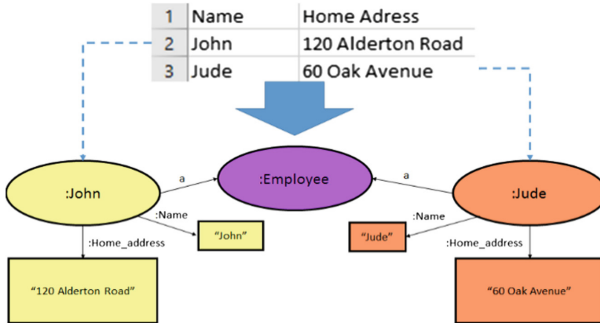 1 Name Home Adress
2 John 120 Alderton Road
3 Jude 60 Oak Avenue
:John a :Employee a :Jude
:Name "John" "Jude" :Name
:Home_address :Home_address
"120 Alderton Road" "60 Oak Avenue"